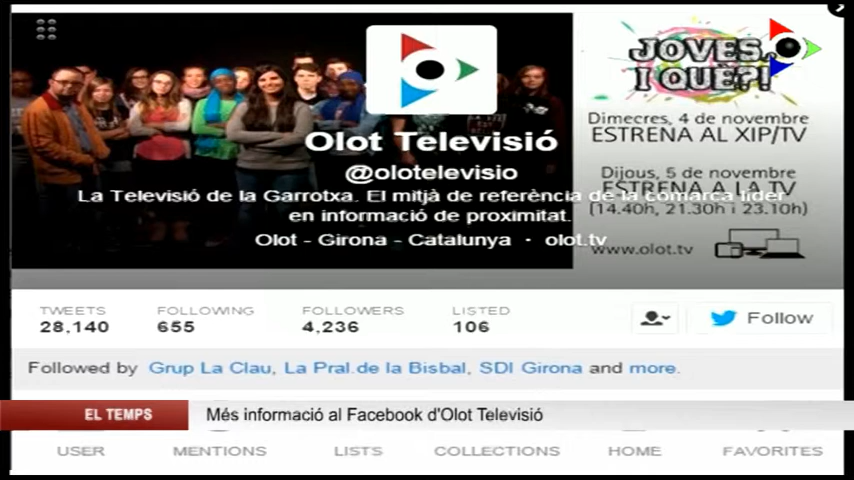 JOVES,
I QUÈ?!
Dimecres, 4 de novembre
ESTRENA AL XIP/TV
Dijous, 5 de novembre
ESTRENA A LA TV
(14.40h, 21.30h i 23.10h)
www.olot.tv
Olot Televisió
@olotelevisio
La Televisió de la Garrotxa. El mitjà de referència de la comarca líder
en informació de proximitat.
Olot - Girona - Catalunya · olot.tv
TWEETS FOLLOWING FOLLOWERS LISTED
28,140 655 4,236 106
Follow
Followed by Grup La Clau, La Pral.de la Bisbal, SDI Girona and more.
EL TEMPS Més informació al Facebook d'Olot Televisió
USER MENTIONS LISTS COLLECTIONS HOME FAVORITES